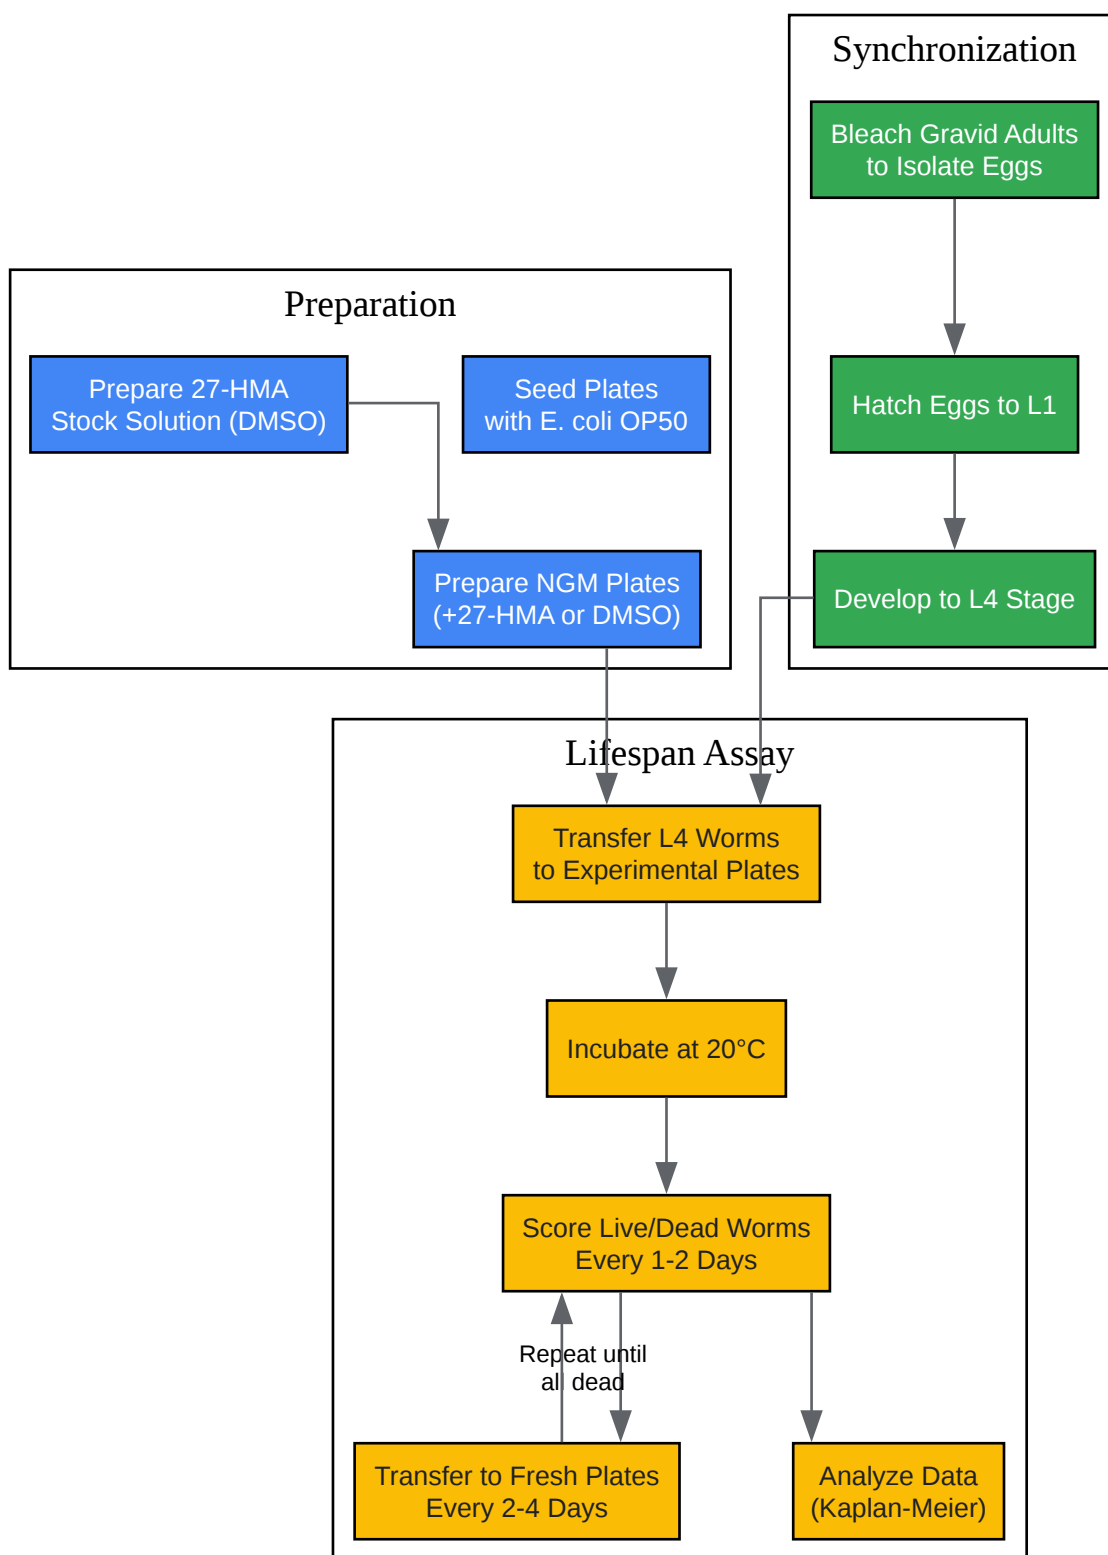 Synchronization
Bleach Gravid Adults
to Isolate Eggs
Preparation
Prepare 27-HMA
Stock Solution (DMSO)
Seed Plates
with E. coli OP50
Hatch Eggs to L1
Prepare NGM Plates
(+27-HMA or DMSO)
Develop to L4 Stage
Lifespan Assay
Transfer L4 Worms
to Experimental Plates
Incubate at 20°C
Score Live/Dead Worms
Every 1-2 Days
Repeat until
all dead
Transfer to Fresh Plates
Every 2-4 Days
Analyze Data
(Kaplan-Meier)